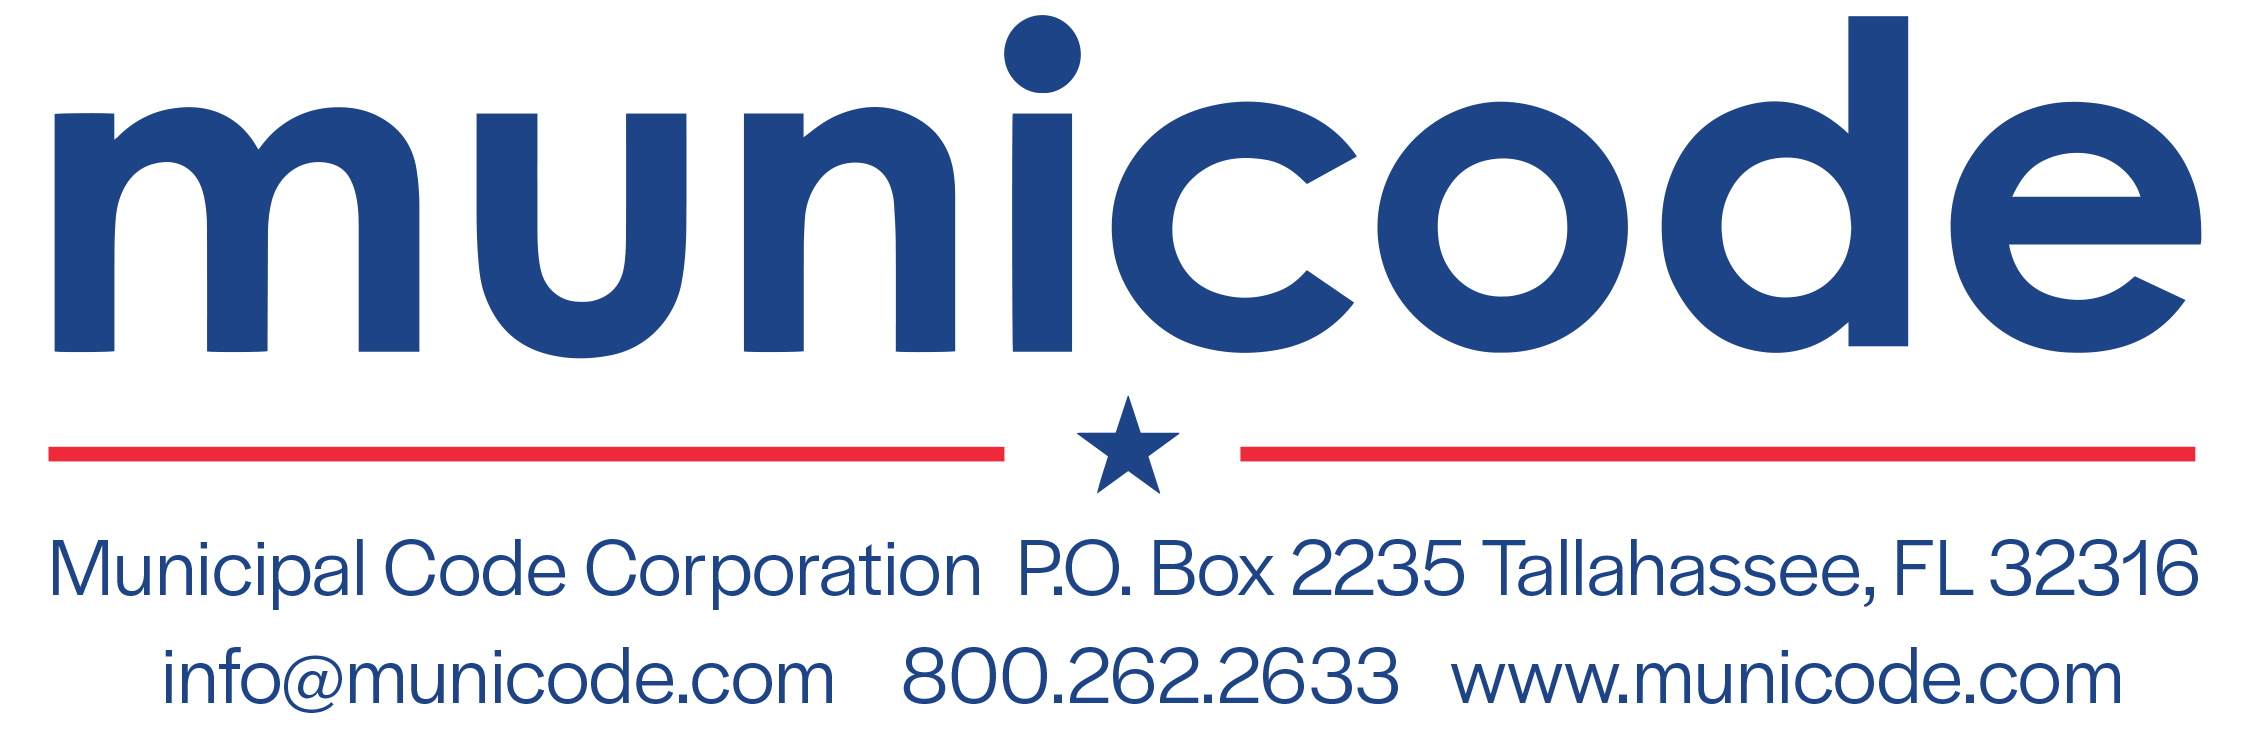 municode
Municipal Code Corporation P.O. Box 2235 Tallahassee, FL 32316
info@municode.com 800.262.2633 www.municode.com